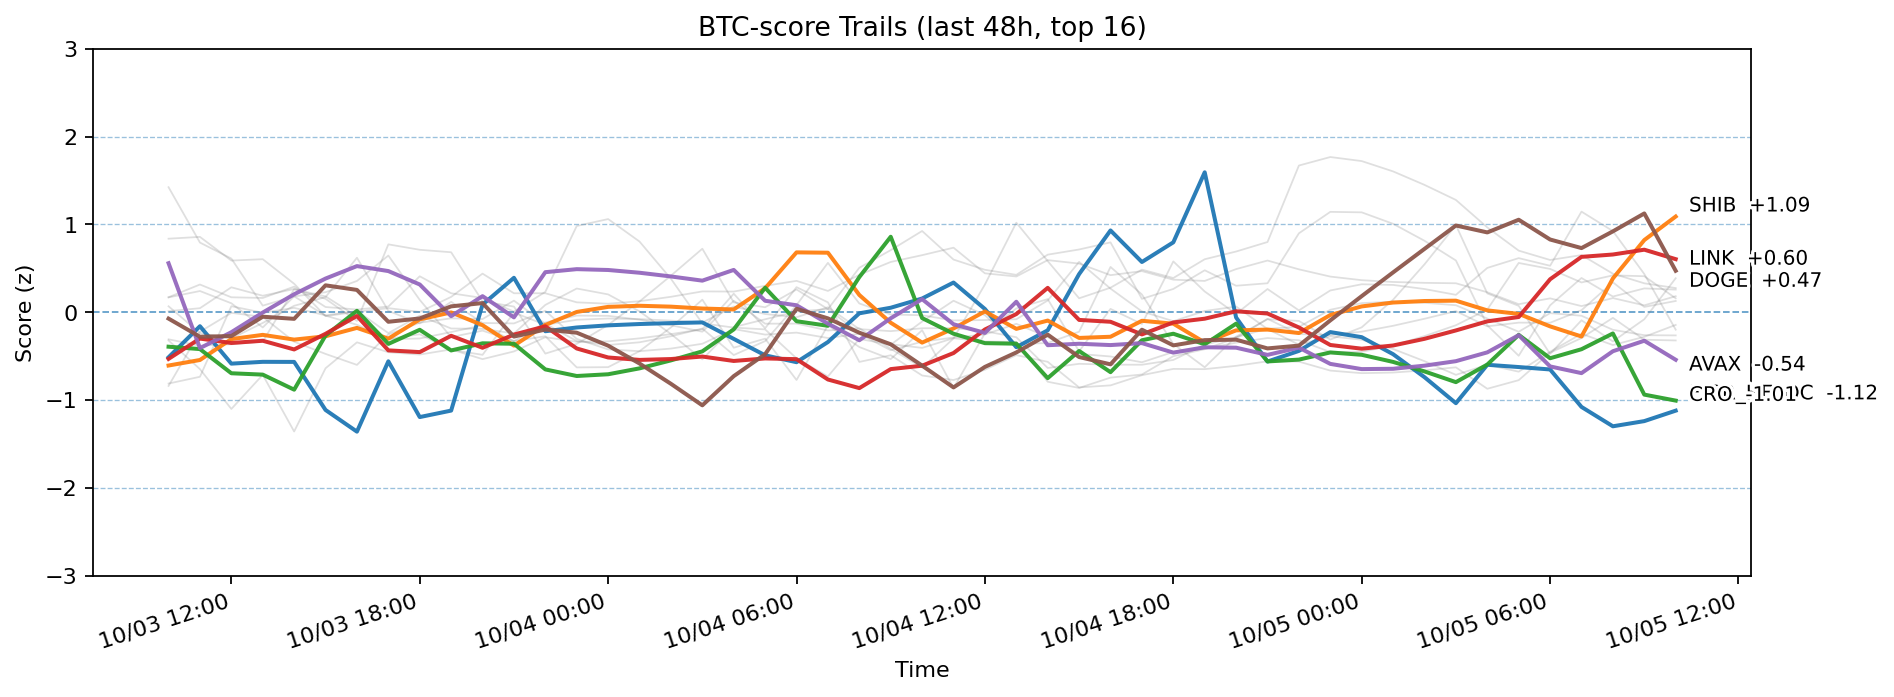 BTC-score Trails (last 48h, top 16)
3
2
1
0
−1
−2
−3
Score (z)
SHIB +1.09
LINK +0.60
DOGE +0.47
AVAX -0.54
CRO -1.01
-1.12
10/03 12:00
10/03 18:00
10/04 00:00
10/04 06:00
10/04 12:00
10/04 18:00
10/05 00:00
10/05 06:00
10/05 12:00
Time